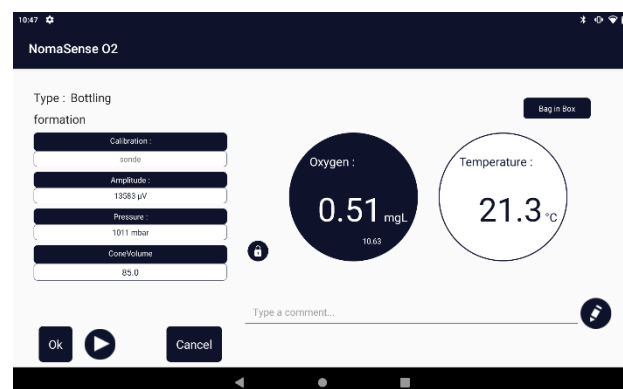 10:47
NomaSense O2
Type : Bottling
formation
Bag in Box
Calibration :
sonde
Amplitude :
13583 µV
Pressure :
1011 mbar
ConeVolume
85.0
Oxygen :
0.51 mgL
10.63
Temperature :
21.3 °C
Type a comment...
Ok
Cancel